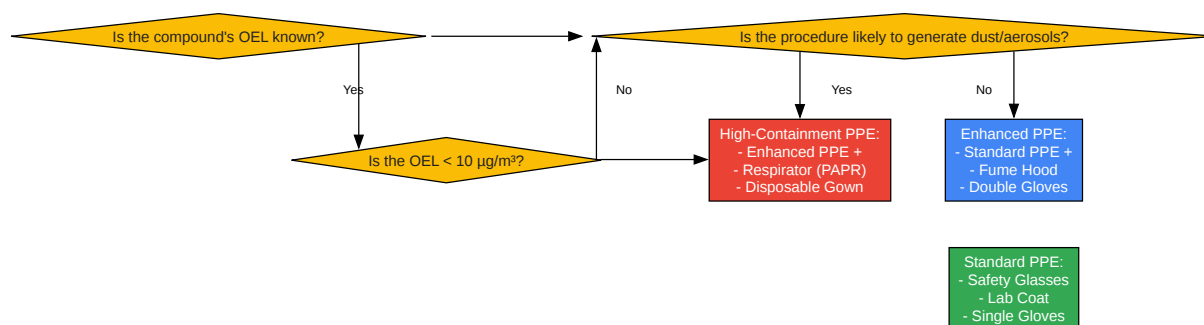 Is the compound's OEL known?
Is the procedure likely to generate dust/aerosols?
Yes
No
Yes
No
High-Containment PPE:
- Enhanced PPE +
- Respirator (PAPR)
- Disposable Gown
Enhanced PPE:
- Standard PPE +
- Fume Hood
- Double Gloves
Is the OEL < 10 µg/m³?
Standard PPE:
- Safety Glasses
- Lab Coat
- Single Gloves